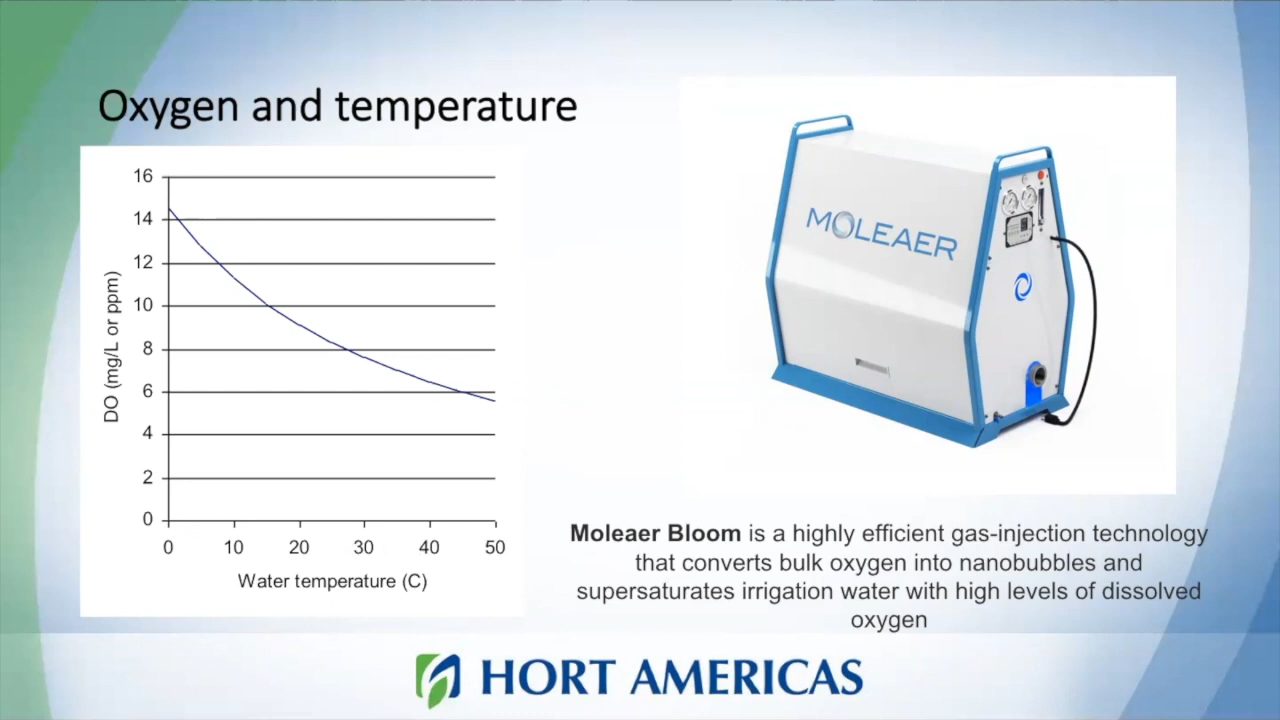 Oxygen and temperature
16
14
12
10
8
6
4
2
0
DO (mg/L or ppm)
0 10 20 30 40 50
Water temperature (C)
MOLEAER
Moleaer Bloom is a highly efficient gas-injection technology
that converts bulk oxygen into nanobubbles and
supersaturates irrigation water with high levels of dissolved
oxygen
HORT AMERICAS